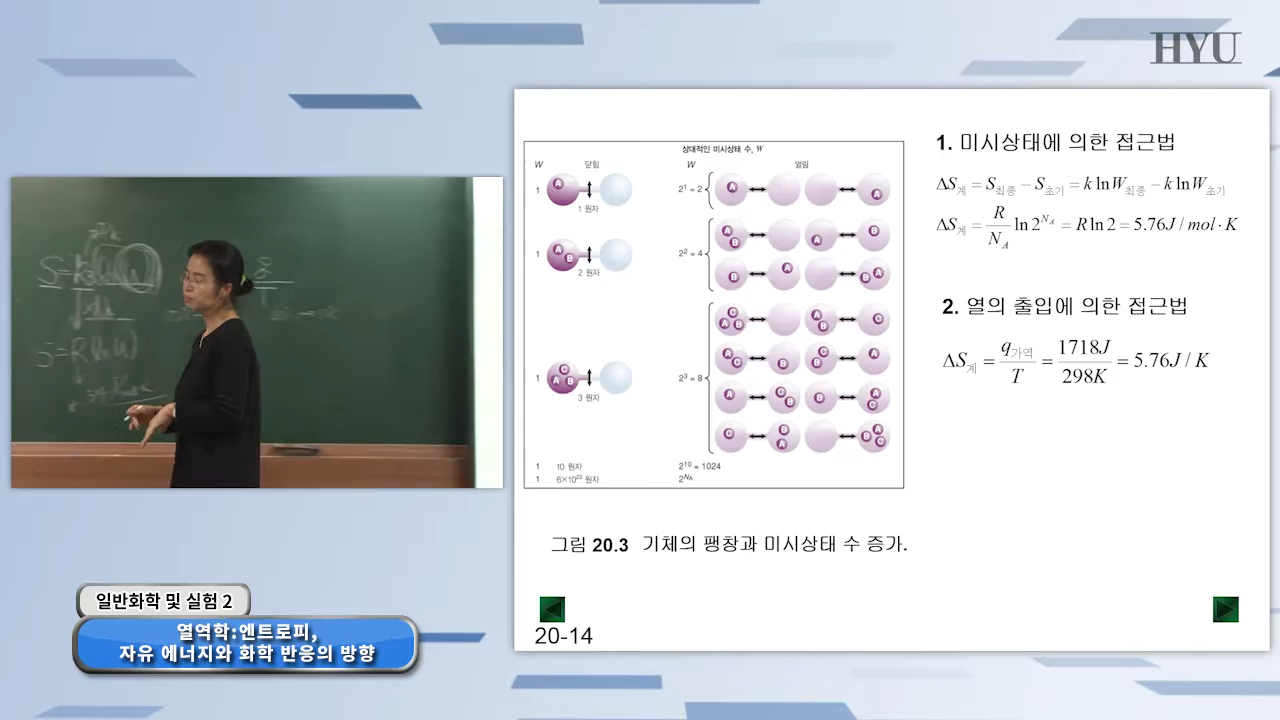 HYU
상대적인 미시상태 수, W
W 닫힘 W 열림
1 A 1 원자 2¹ = 2 A A
1 A B 2 원자 2² = 4 A B A B
B A B A
1 C A B 3 원자 2³ = 8 C A B A B C
A C B B C A
A C B B A C
C B A B A C
1 10 원자 2¹⁰ = 1024
1 6×10²³ 원자 2^NA
그림 20.3 기체의 팽창과 미시상태 수 증가.
20-14
1. 미시상태에 의한 접근법
ΔS계 = S최종 − S초기 = k ln W최종 − k ln W초기
ΔS계 = R/N_A ln 2^N_A = R ln 2 = 5.76 J / mol · K
2. 열의 출입에 의한 접근법
ΔS계 = q가역/T = 1718J/298K = 5.76 J / K
일반화학 및 실험 2
열역학:엔트로피,
자유 에너지와 화학 반응의 방향